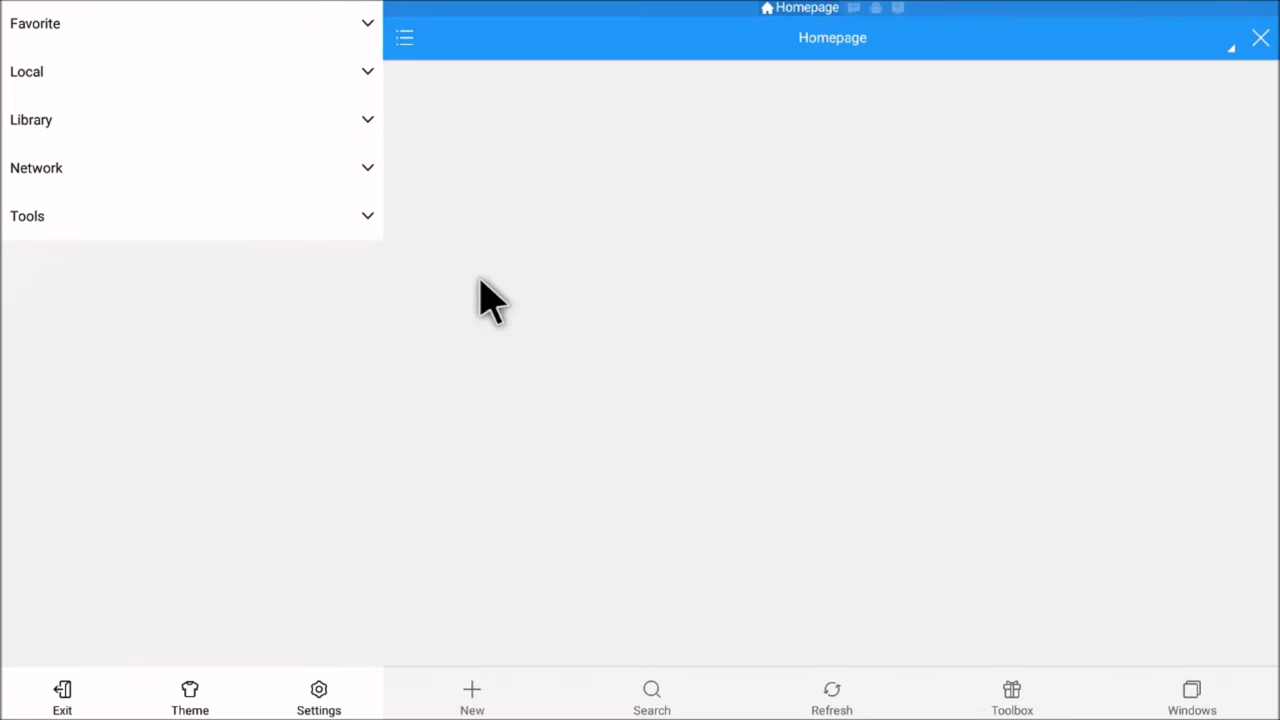 Favorite
Local
Library
Network
Tools
Exit
Theme
Settings
Homepage
Homepage
New
Search
Refresh
Toolbox
Windows